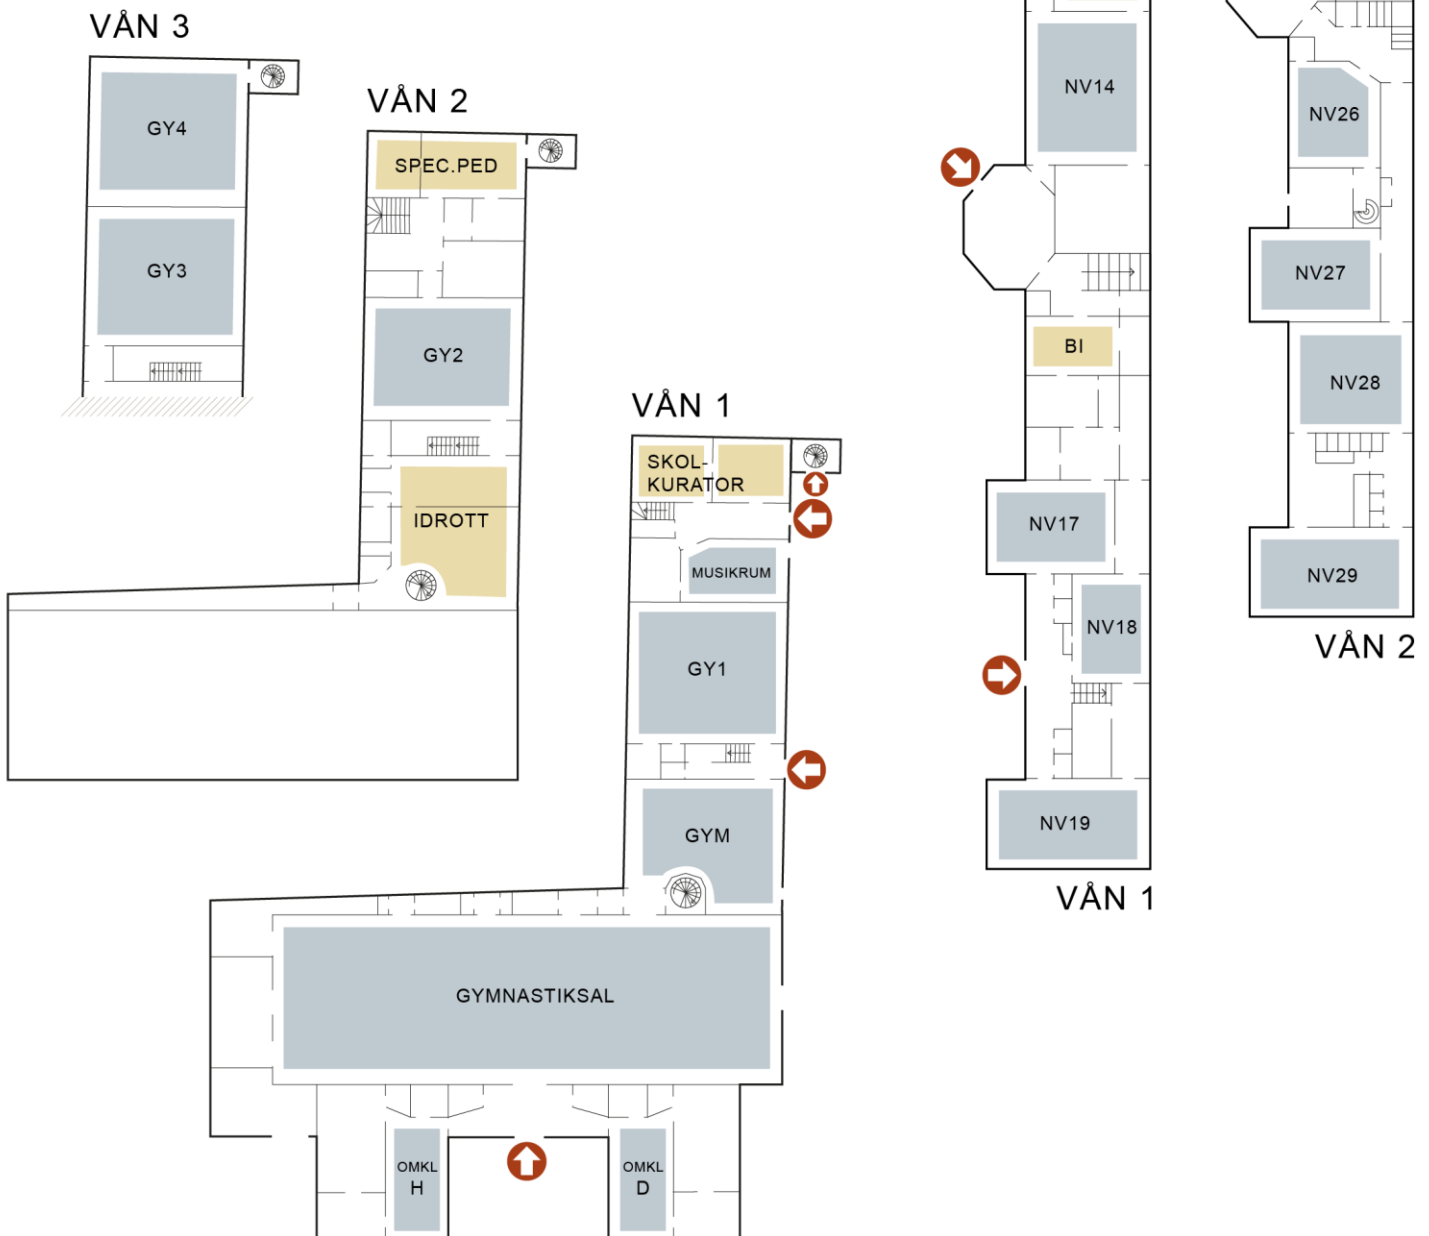 VÅN 3
GY4
GY3
VÅN 2
SPEC.PED
GY2
IDROTT
VÅN 1
SKOL-
KURATOR
MUSIKRUM
GY1
GYM
GYMNASTIKSAL
OMKL
H
OMKL
D
NV14
BI
NV17
NV18
NV19
VÅN 1
NV26
NV27
NV28
NV29
VÅN 2